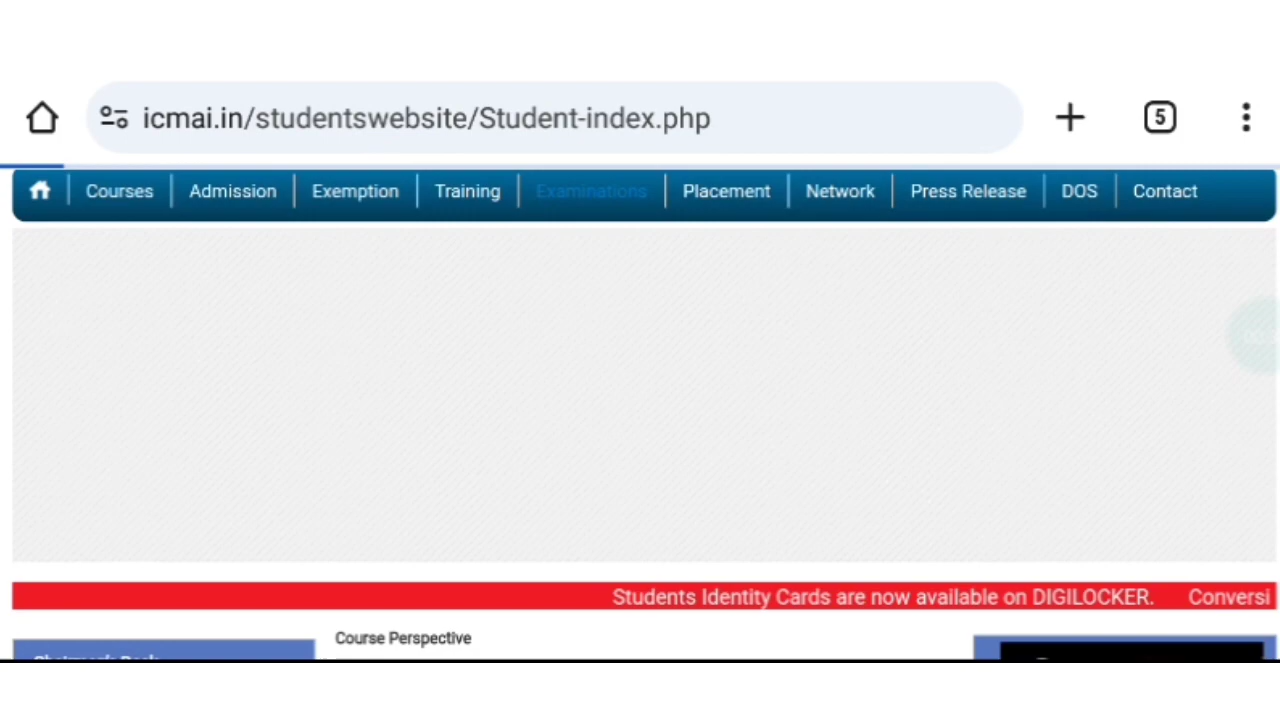 icmai.in/studentswebsite/Student-index.php
5
Courses Admission Exemption Training Examinations Placement Network Press Release DOS Contact
Students Identity Cards are now available on DIGILOCKER. Conversi
Course Perspective